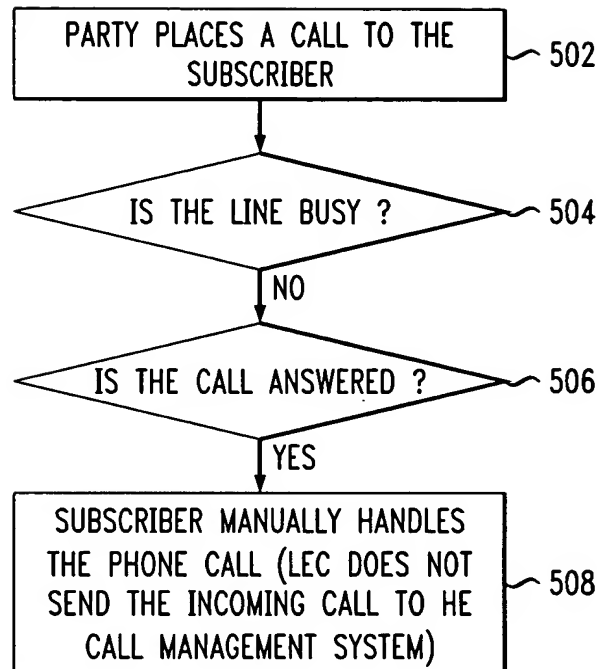 PARTY PLACES A CALL TO THE
SUBSCRIBER
502
IS THE LINE BUSY ?
504
NO
IS THE CALL ANSWERED ?
506
YES
SUBSCRIBER MANUALLY HANDLES
THE PHONE CALL (LEC DOES NOT
SEND THE INCOMING CALL TO HE
CALL MANAGEMENT SYSTEM)
508